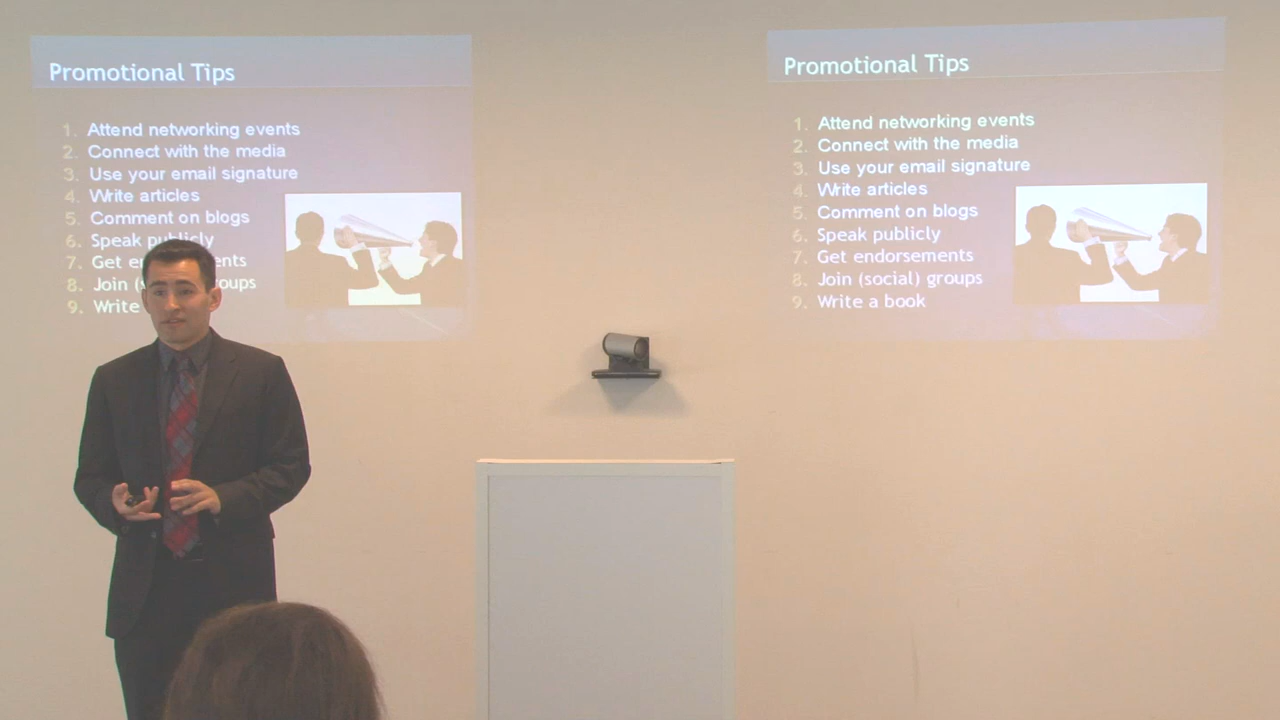 Promotional Tips
1. Attend networking events
2. Connect with the media
3. Use your email signature
4. Write articles
5. Comment on blogs
6. Speak publicly
7. Get en ents
8. Join ( oups
9. Write
Promotional Tips
1. Attend networking events
2. Connect with the media
3. Use your email signature
4. Write articles
5. Comment on blogs
6. Speak publicly
7. Get endorsements
8. Join (social) groups
9. Write a book